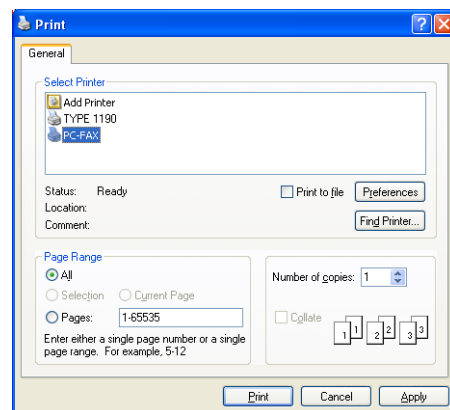 Print
General
Select Printer
Add Printer
TYPE 1190
PC-FAX
Status: Ready
Print to file
Preferences
Location:
Comment:
Find Printer...
Page Range
All
Selection
Current Page
Pages: 1-65535
Enter either a single page number or a single
page range. For example, 5-12
Number of copies: 1
Collate
1 1 2 2 3 3
Print
Cancel
Apply